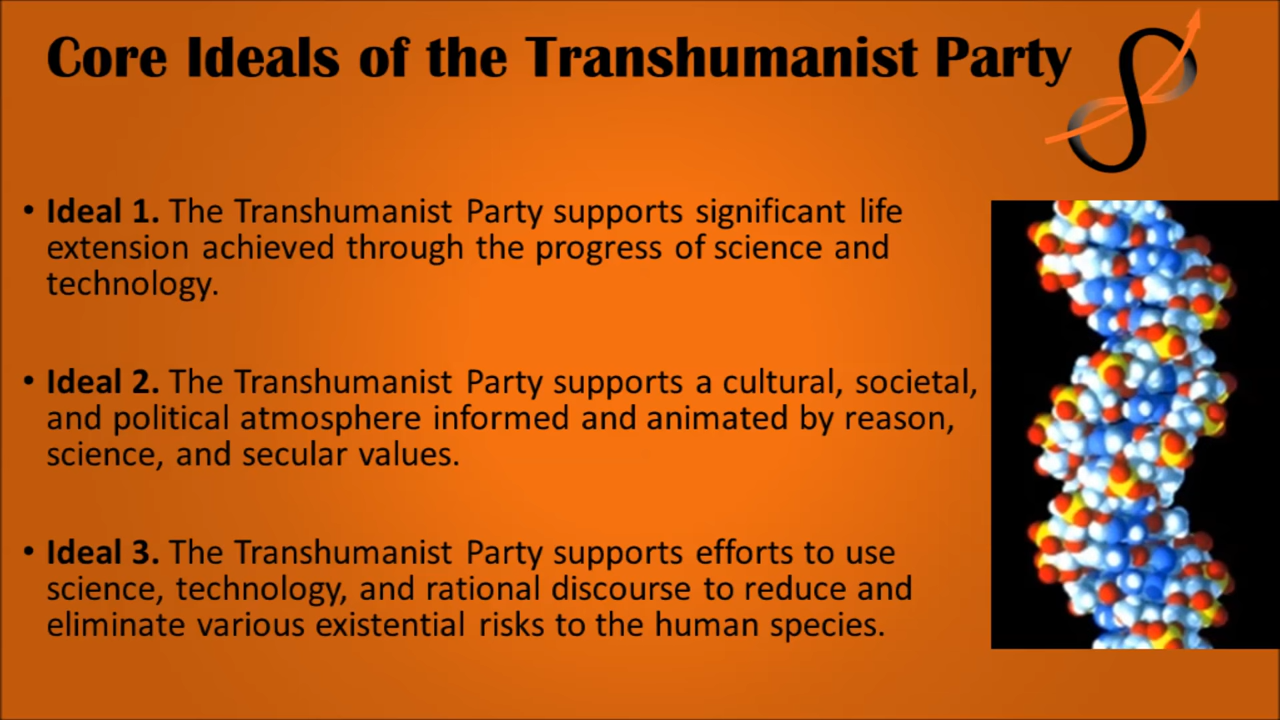 Core Ideals of the Transhumanist Party
• Ideal 1. The Transhumanist Party supports significant life
extension achieved through the progress of science and
technology.
• Ideal 2. The Transhumanist Party supports a cultural, societal,
and political atmosphere informed and animated by reason,
science, and secular values.
• Ideal 3. The Transhumanist Party supports efforts to use
science, technology, and rational discourse to reduce and
eliminate various existential risks to the human species.